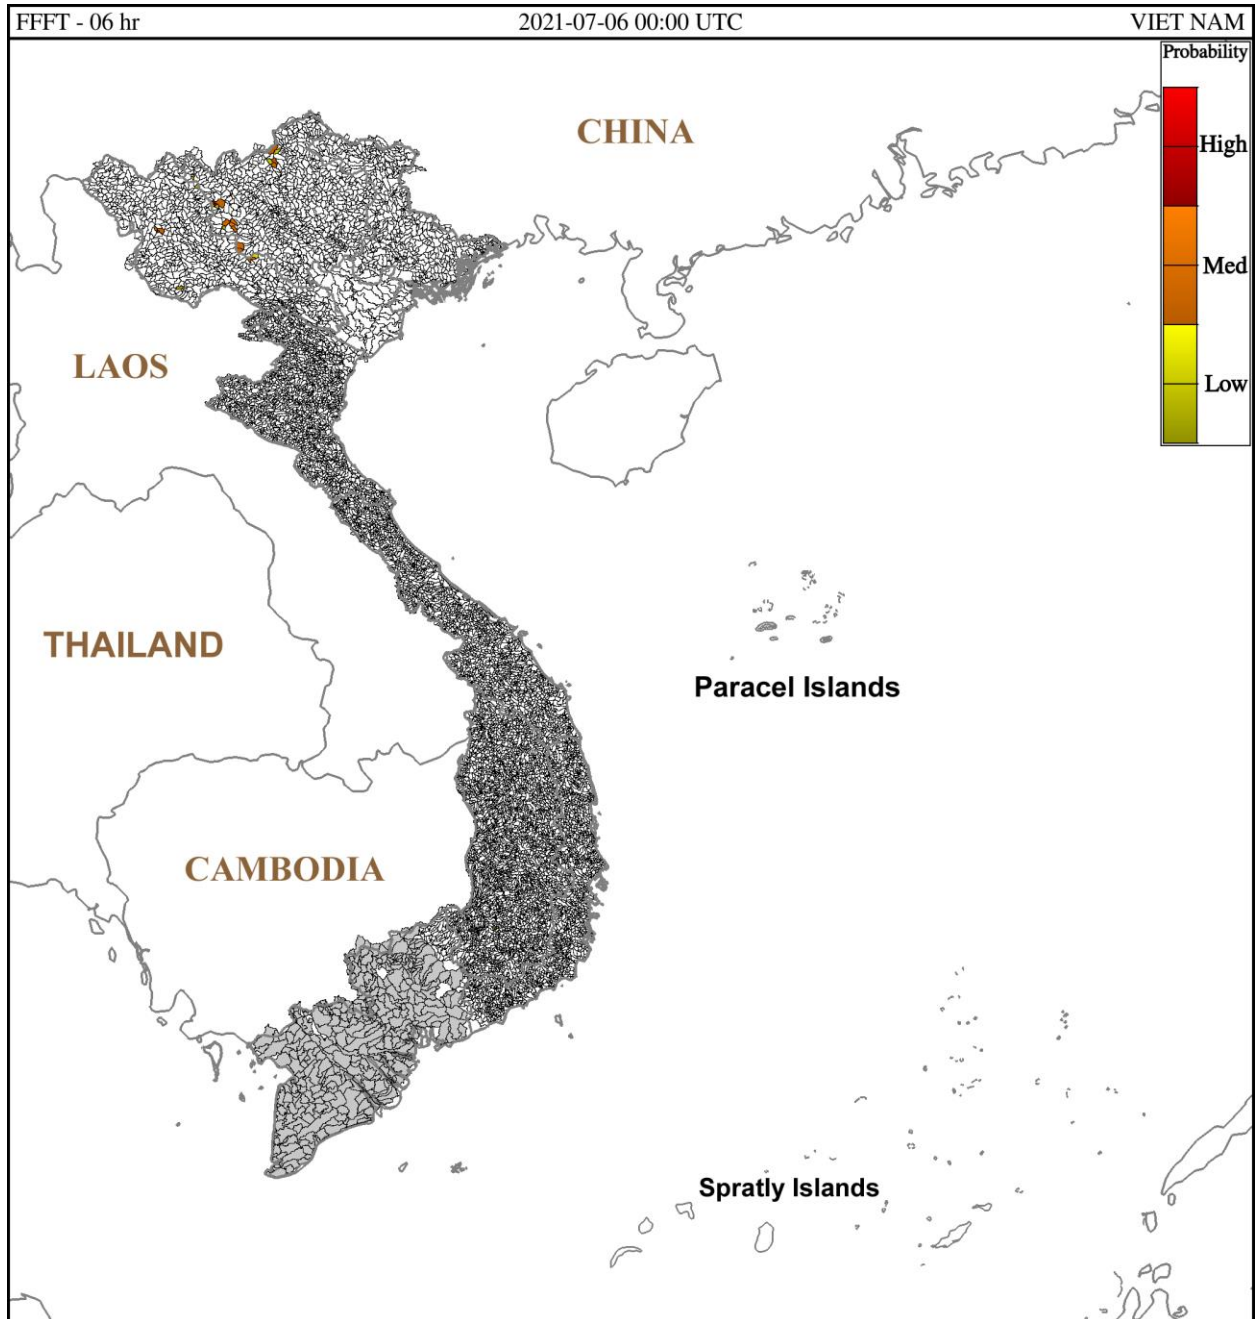 FFFT - 06 hr 2021-07-06 00:00 UTC VIET NAM
Probability
CHINA
High
Med
LAOS
Low
THAILAND
Paracel Islands
CAMBODIA
Spratly Islands